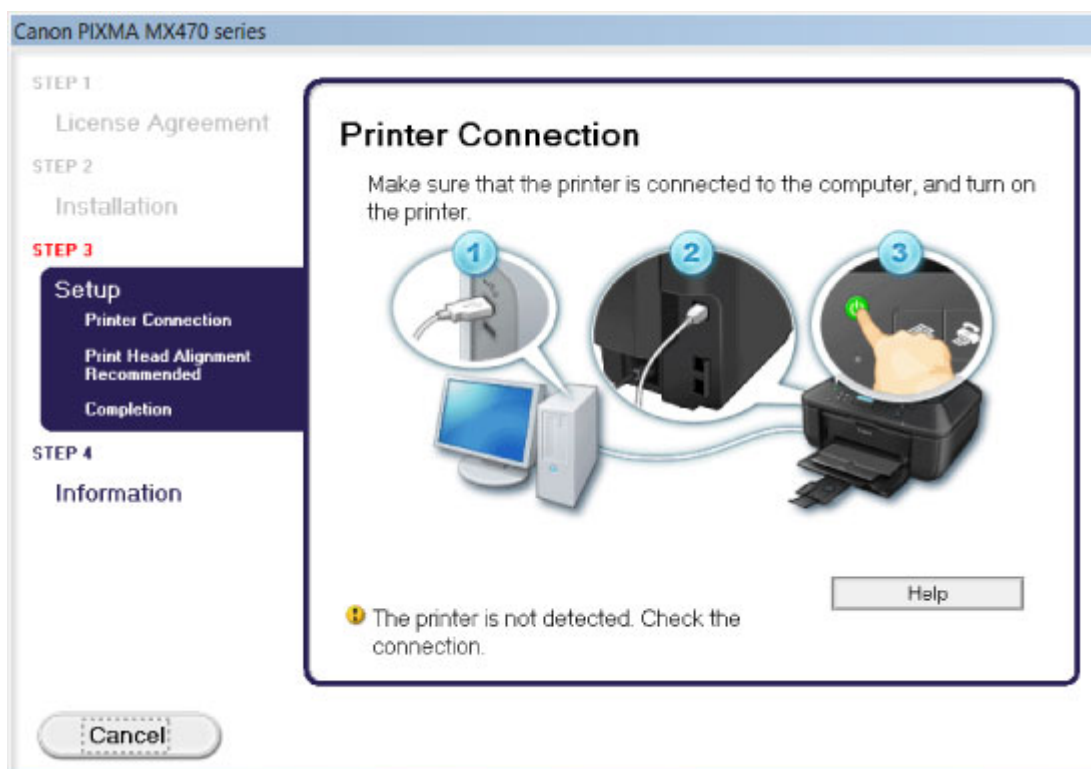 Canon PIXMA MX470 series
STEP 1
License Agreement
STEP 2
Installation
STEP 3
Setup
Printer Connection
Print Head Alignment
Recommended
Completion
STEP 4
Information
Printer Connection
Make sure that the printer is connected to the computer, and turn on
the printer.
1
2
3
The printer is not detected. Check the
connection.
Help
Cancel